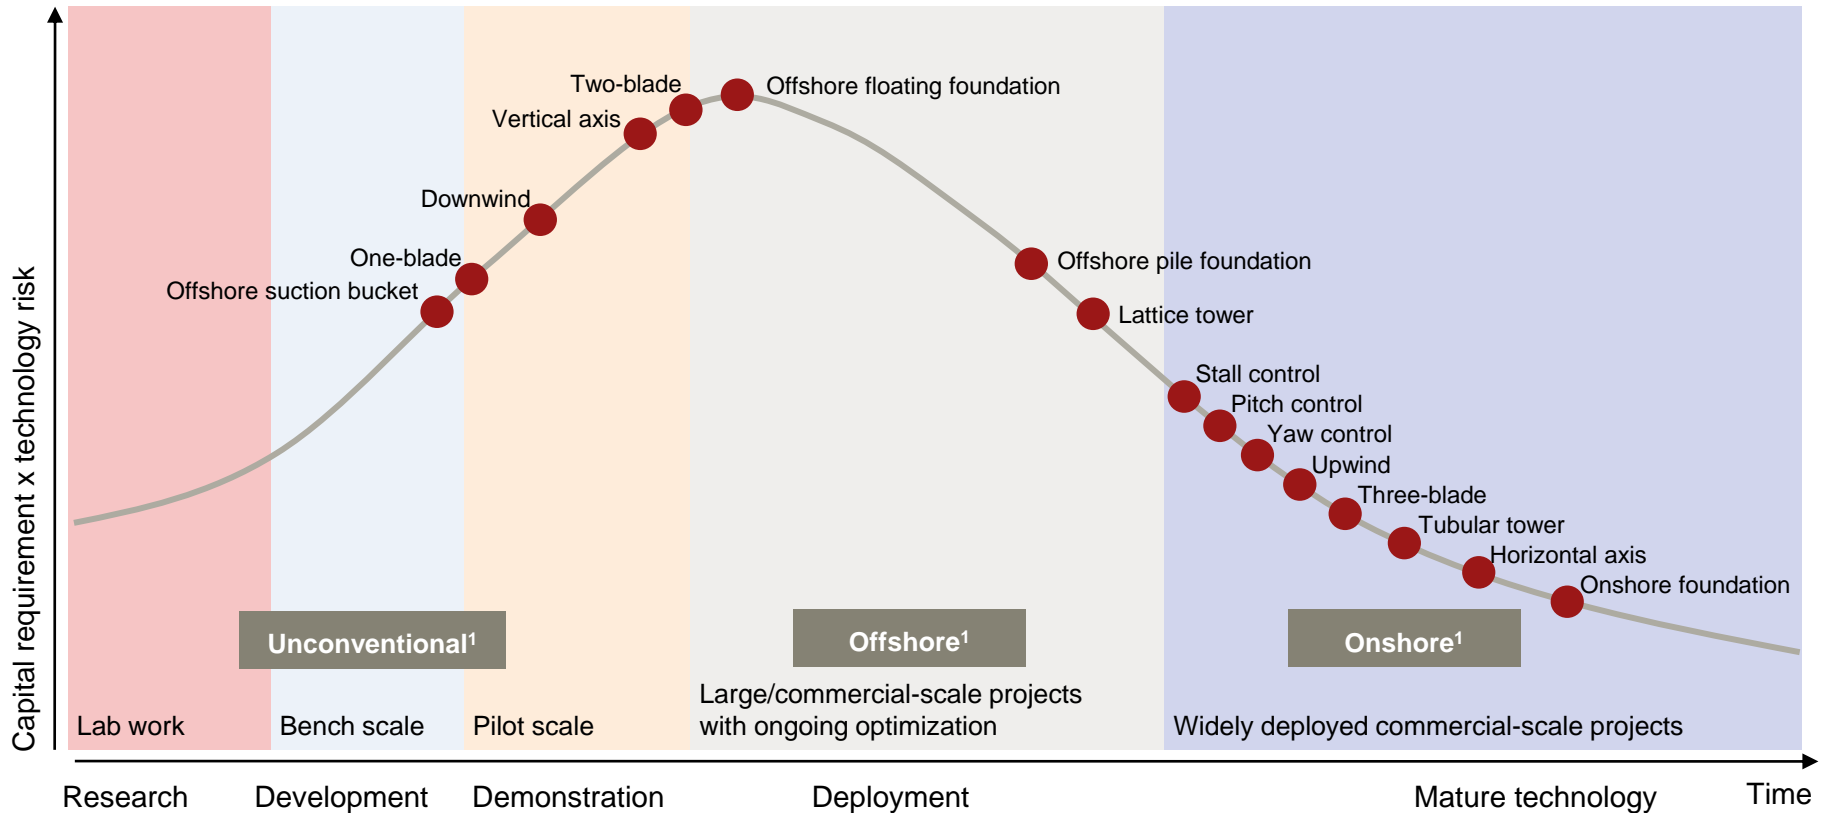 Capital requirement x technology risk
Two-blade
Offshore floating foundation
Vertical axis
Downwind
One-blade
Offshore suction bucket
Offshore pile foundation
Lattice tower
Stall control
Pitch control
Yaw control
Upwind
Three-blade
Tubular tower
Horizontal axis
Onshore foundation
Unconventional¹
Offshore¹
Onshore¹
Lab work
Bench scale
Pilot scale
Large/commercial-scale projects
with ongoing optimization
Widely deployed commercial-scale projects
Research
Development
Demonstration
Deployment
Mature technology
Time